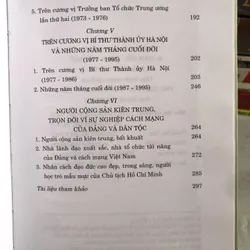 5. Trên cương vị Trưởng ban Tổ chức Trung ương
lần thứ hai (1973 - 1976) 192
Chương V
TRÊN CƯƠNG VỊ BÍ THƯ THÀNH ỦY HÀ NỘI
VÀ NHỮNG NĂM THÁNG CUỐI ĐỜI
(1977 - 1995) 202
1. Trên cương vị Bí thư Thành ủy Hà Nội
(1977 - 1986) 205
2. Những năm tháng cuối đời (1987 - 1995) 246
Chương VI
NGƯỜI CỘNG SẢN KIÊN TRUNG,
TRỌN ĐỜI VÌ SỰ NGHIỆP CÁCH MẠNG
CỦA ĐẢNG VÀ DÂN TỘC 264
1. Người cộng sản kiên trung, bất khuất 264
2. Nhà lãnh đạo xuất sắc, nhà tổ chức tài năng
của Đảng và cách mạng Việt Nam 272
3. Nhân cách đạo đức cao đẹp, trong sáng, người
học trò mẫu mực của Chủ tịch Hồ Chí Minh 285
Tài liệu tham khảo 297